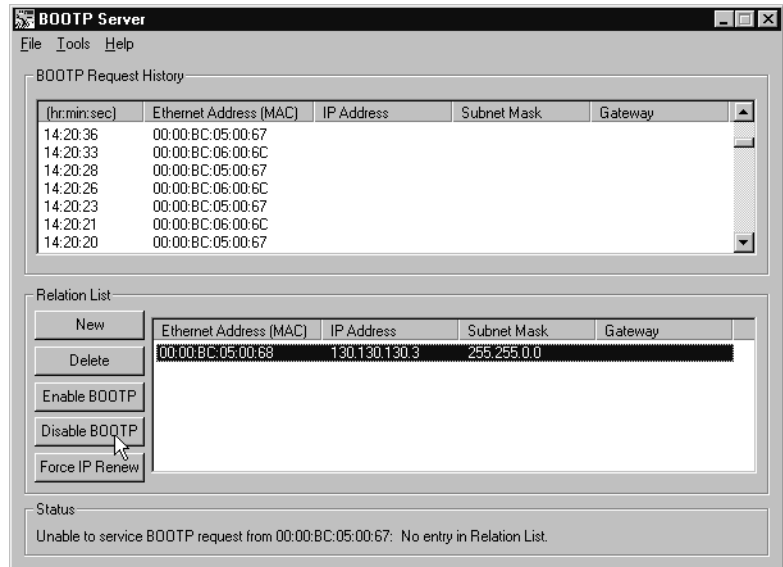 BOOTP Server
File Tools Help
BOOTP Request History
(hr:min:sec) Ethernet Address (MAC) IP Address Subnet Mask Gateway
14:20:36 00:00:BC:05:00:67
14:20:33 00:00:BC:06:00:6C
14:20:28 00:00:BC:05:00:67
14:20:26 00:00:BC:06:00:6C
14:20:23 00:00:BC:05:00:67
14:20:21 00:00:BC:06:00:6C
14:20:20 00:00:BC:05:00:67
Relation List
New
Delete
Enable BOOTP
Disable BOOTP
Force IP Renew
Ethernet Address (MAC) IP Address Subnet Mask Gateway
00:00:BC:05:00:68 130.130.130.3 255.255.0.0
Status
Unable to service BOOTP request from 00:00:BC:05:00:67: No entry in Relation List.